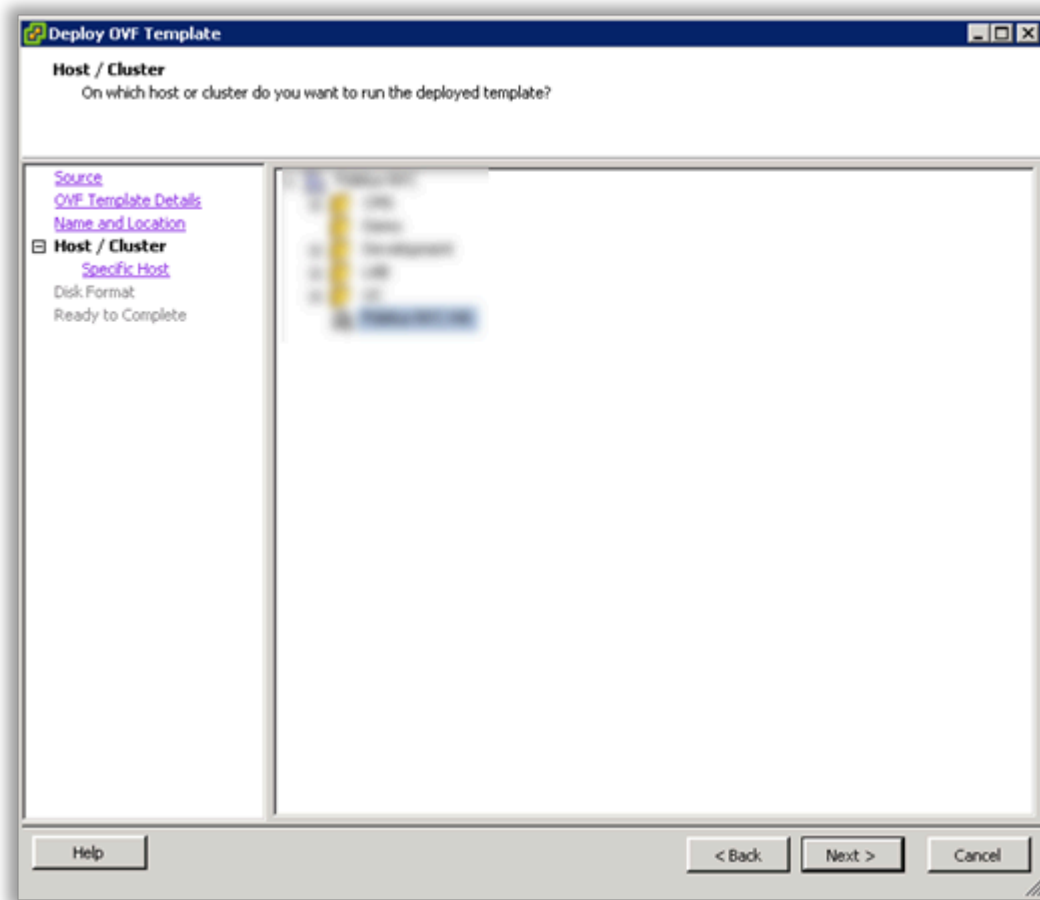 Deploy OVF Template
Host / Cluster
On which host or cluster do you want to run the deployed template?
Source
OVF Template Details
Name and Location
Host / Cluster
Specific Host
Disk Format
Ready to Complete
Help
< Back
Next >
Cancel